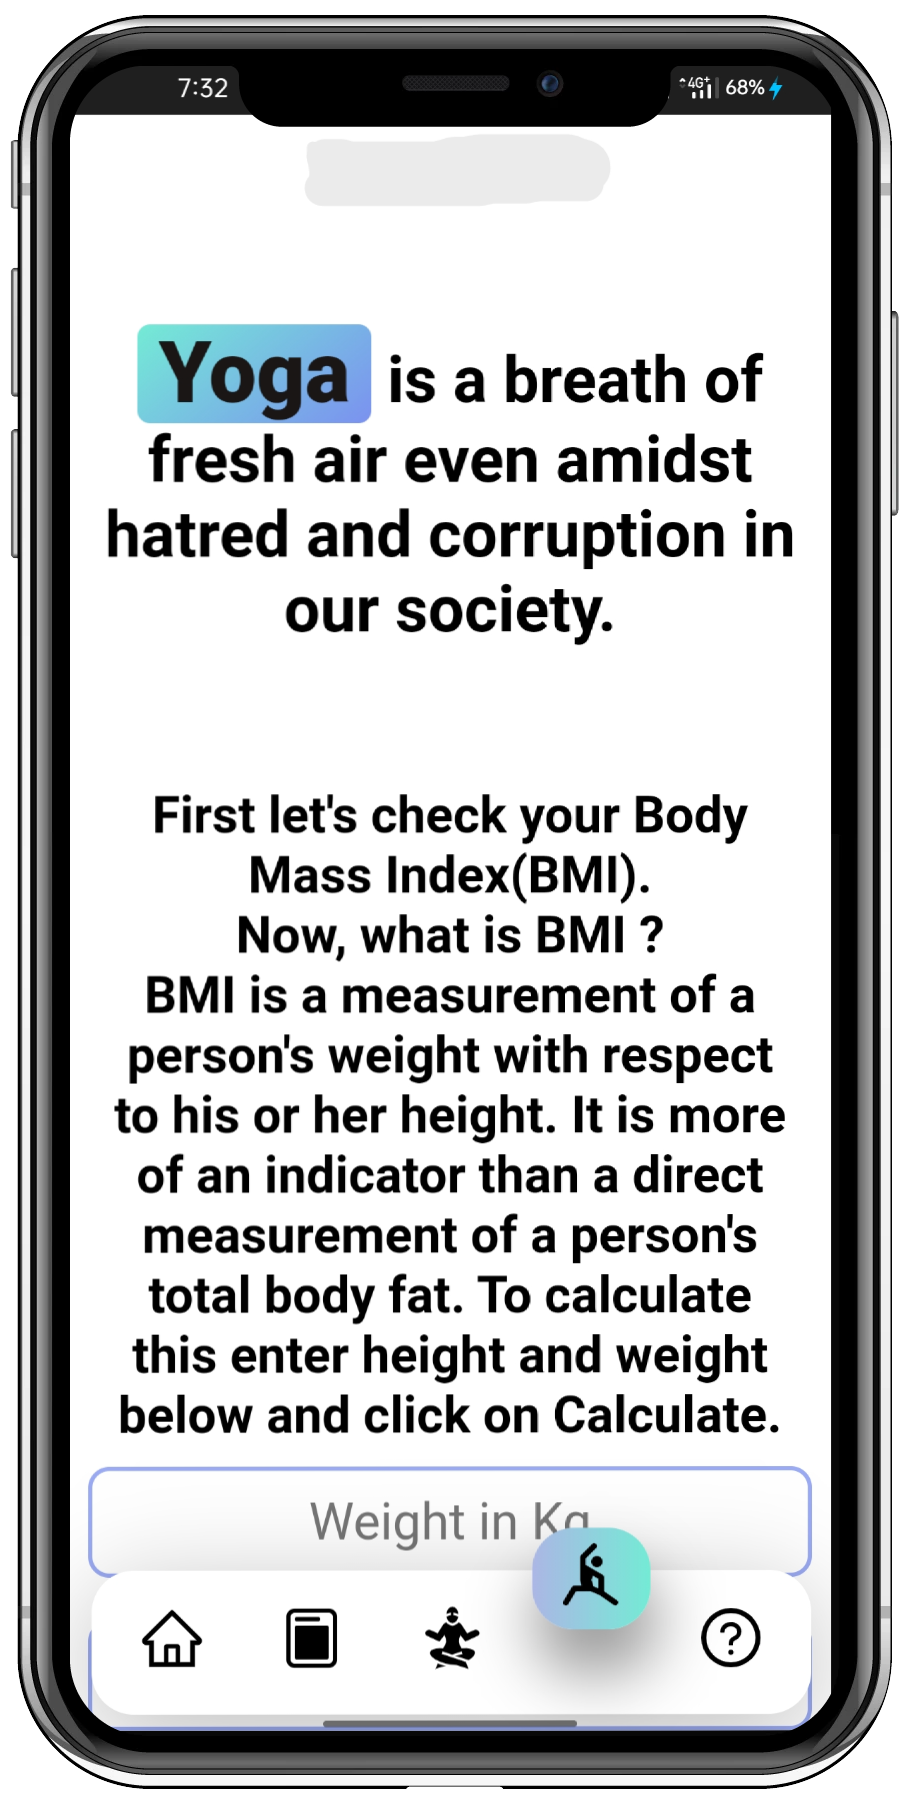 7:32
4G+ 68%
Yoga is a breath of
fresh air even amidst
hatred and corruption in
our society.
First let's check your Body
Mass Index(BMI).
Now, what is BMI ?
BMI is a measurement of a
person's weight with respect
to his or her height. It is more
of an indicator than a direct
measurement of a person's
total body fat. To calculate
this enter height and weight
below and click on Calculate.
Weight in Kg
?